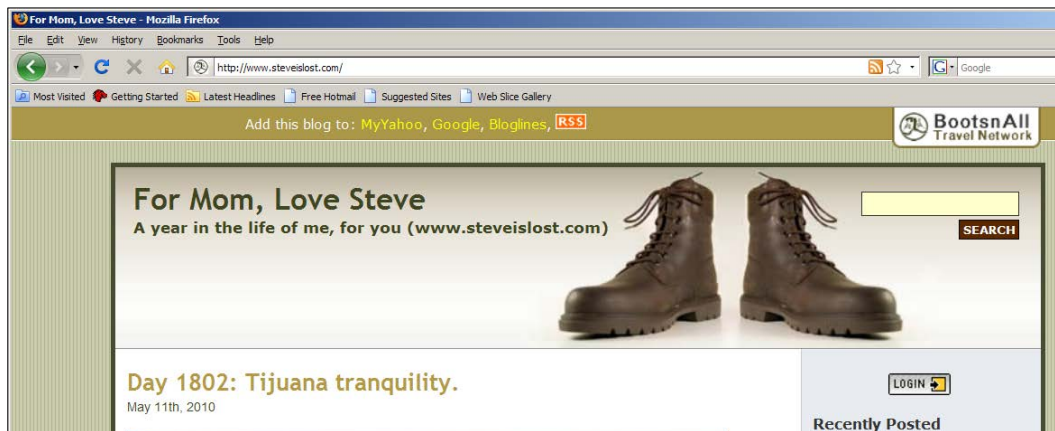 For Mom, Love Steve - Mozilla Firefox
File Edit View History Bookmarks Tools Help
http://www.steveislost.com/ G Google
Most Visited Getting Started Latest Headlines Free Hotmail Suggested Sites Web Slice Gallery
Add this blog to: MyYahoo, Google, Bloglines, RSS
BootsnAll
Travel Network
For Mom, Love Steve
A year in the life of me, for you (www.steveislost.com)
SEARCH
Day 1802: Tijuana tranquility.
May 11th, 2010
LOGIN
Recently Posted